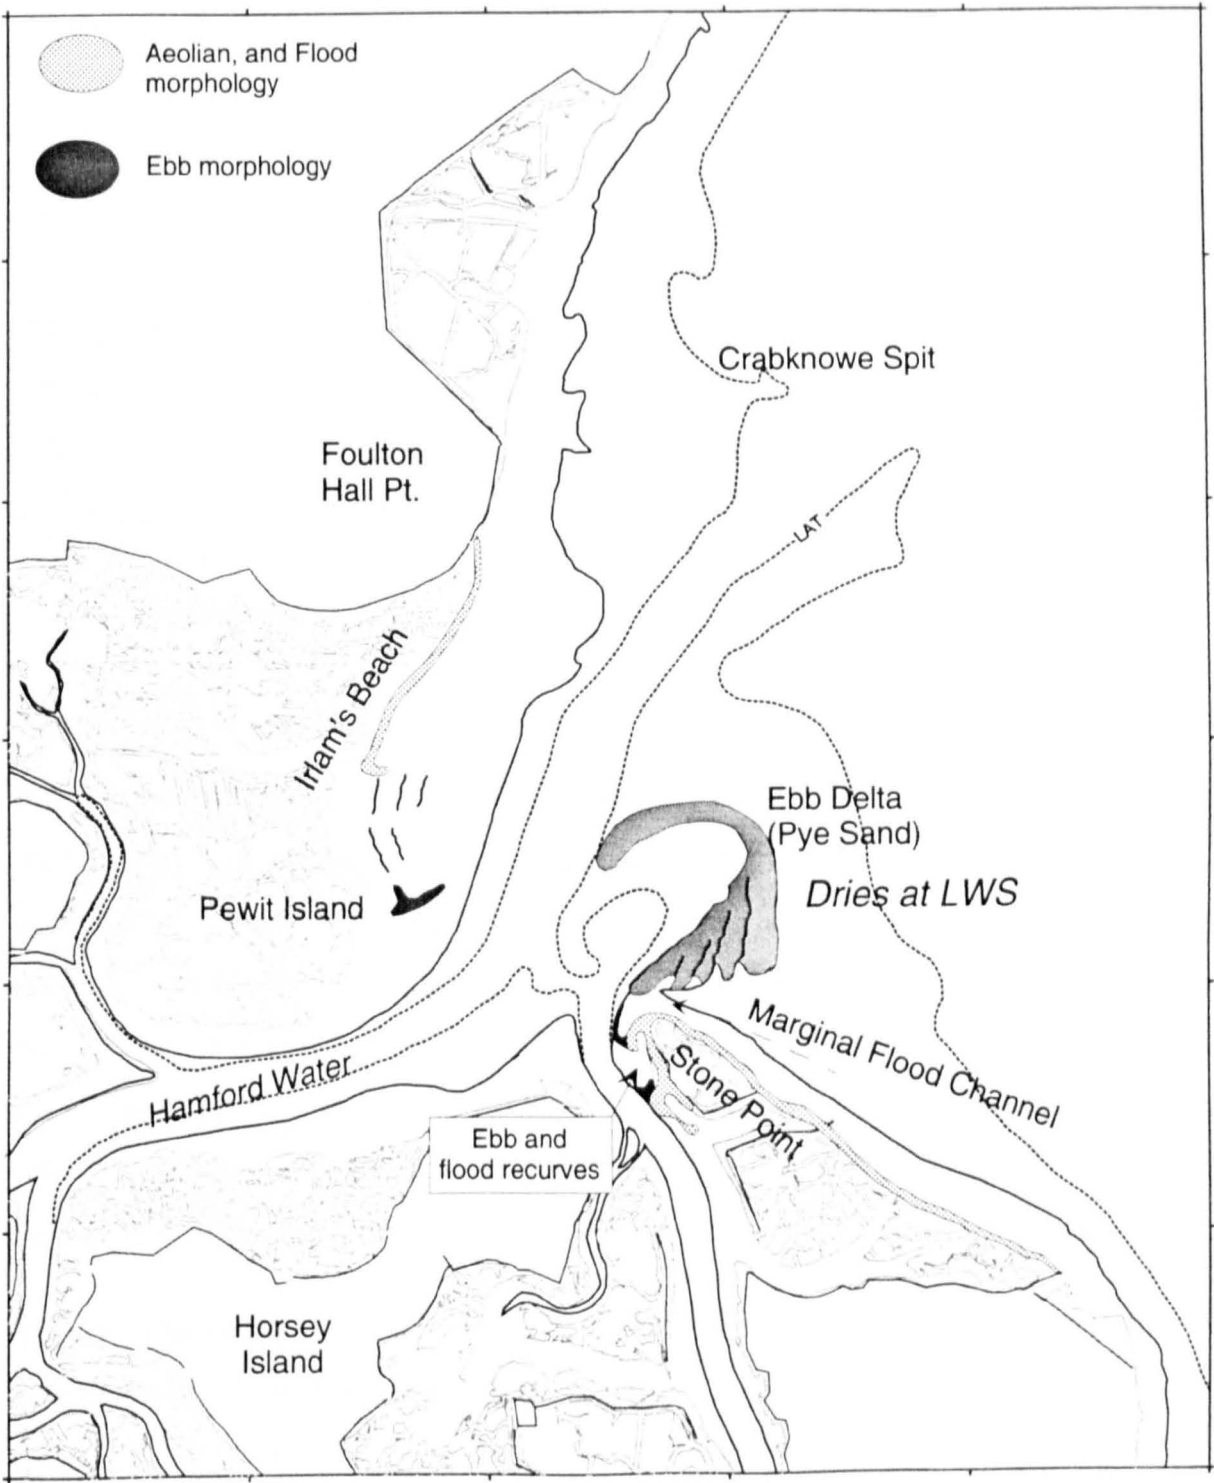 Aeolian, and Flood
morphology
Ebb morphology
Crabknowe Spit
Foulton
Hall Pt.
LAT
Irlam's Beach
Ebb Delta
(Pye Sand)
Dries at LWS
Pewit Island
Marginal Flood Channel
Hamford Water
Stone Point
Ebb and
flood recurves
Horsey
Island